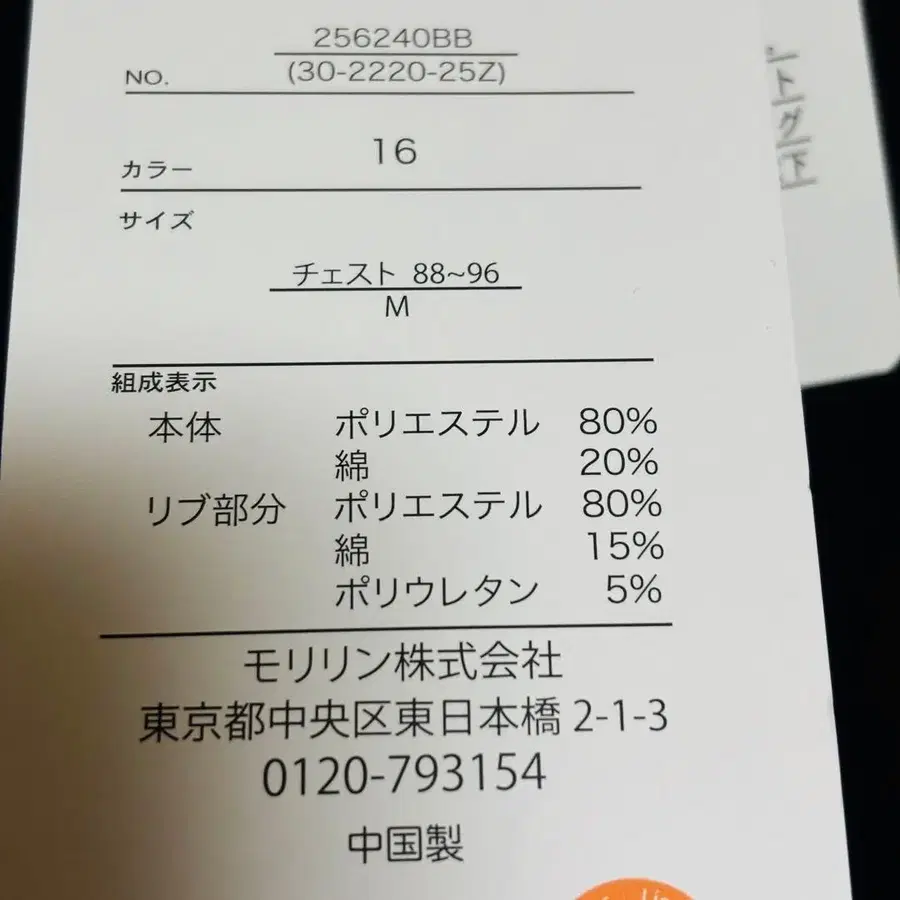 256240BB
NO. (30-2220-25Z)
カラー 16
サイズ
チェスト 88~96
M
組成表示
本体 ポリエステル 80%
綿 20%
リブ部分 ポリエステル 80%
綿 15%
ポリウレタン 5%
モリリン株式会社
東京都中央区東日本橋 2-1-3
0120-793154
中国製